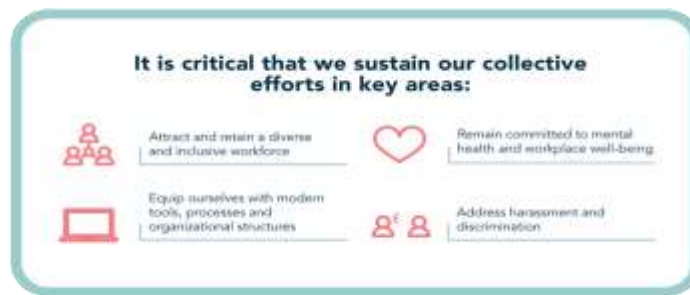 It is critical that we sustain our collective
efforts in key areas:
Attract and retain a diverse
and inclusive workforce
Remain committed to mental
health and workplace well-being
Equip ourselves with modern
tools, processes and
organizational structures
Address harassment and
discrimination